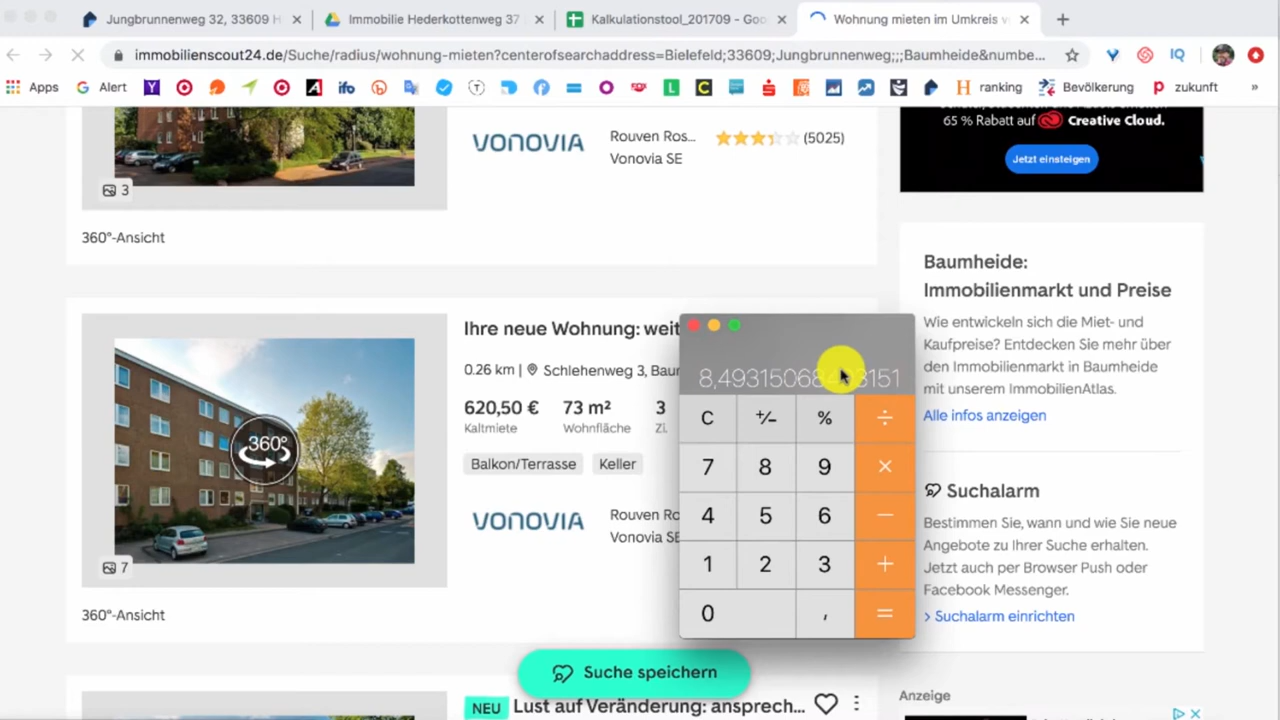 Jungbrunnenweg 32, 33609
Immobilie Hederkottenweg 37
Kalkulationstool_201709 - Goo
Wohnung mieten im Umkreis v
immobilienscout24.de/Suche/radius/wohnung-mieten?centerofsearchaddress=Bielefeld;33609;Jungbrunnenweg;;;Baumheide&numbe...
IQ
Apps
G Alert
ifo
ranking
Bevölkerung
zukunft
»
65 % Rabatt auf Creative Cloud.
Jetzt einsteigen
VONOVIA
Rouven Ros...
Vonovia SE
(5025)
3
360°-Ansicht
Baumheide:
Immobilienmarkt und Preise
Wie entwickeln sich die Miet- und
Kaufpreise? Entdecken Sie mehr über
den Immobilienmarkt in Baumheide
mit unserem ImmobilienAtlas.
Alle infos anzeigen
Ihre neue Wohnung: weit
0.26 km | Schlehenweg 3, Bau
620,50 € 73 m² 3
Kaltmiete Wohnfläche Zi.
Balkon/Terrasse Keller
360°
VONOVIA
Rouven Ro
Vonovia SE
7
360°-Ansicht
C +/- % ÷
7 8 9 ×
4 5 6 −
1 2 3 +
0 , =
Suchalarm
Bestimmen Sie, wann und wie Sie neue
Angebote zu Ihrer Suche erhalten.
Jetzt auch per Browser Push oder
Facebook Messenger.
> Suchalarm einrichten
Suche speichern
NEU Lust auf Veränderung: ansprech...
Anzeige